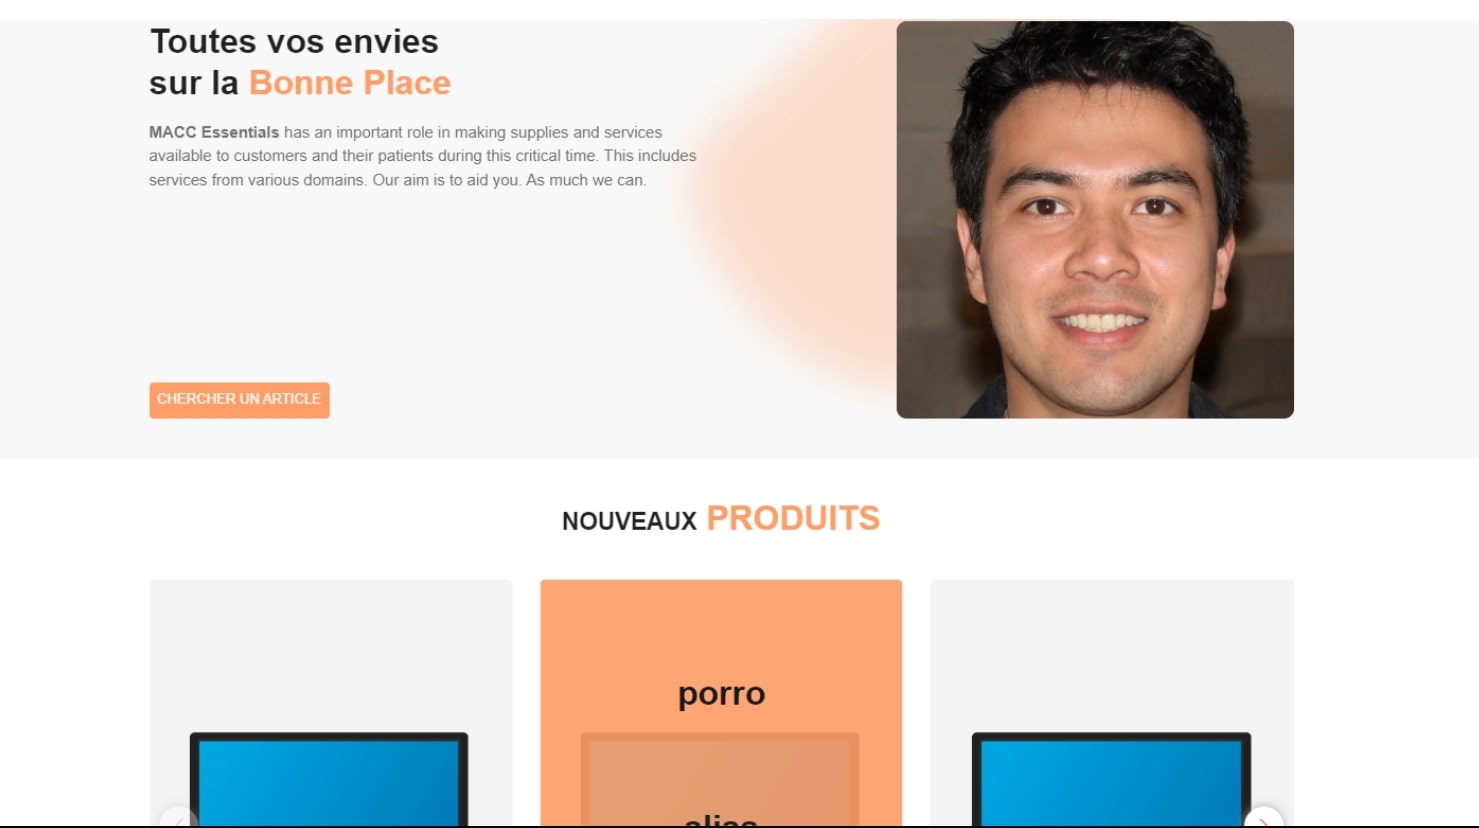 Toutes vos envies
sur la Bonne Place
MACC Essentials has an important role in making supplies and services
available to customers and their patients during this critical time. This includes
services from various domains. Our aim is to aid you. As much we can.
CHERCHER UN ARTICLE
NOUVEAUX PRODUITS
porro
alias